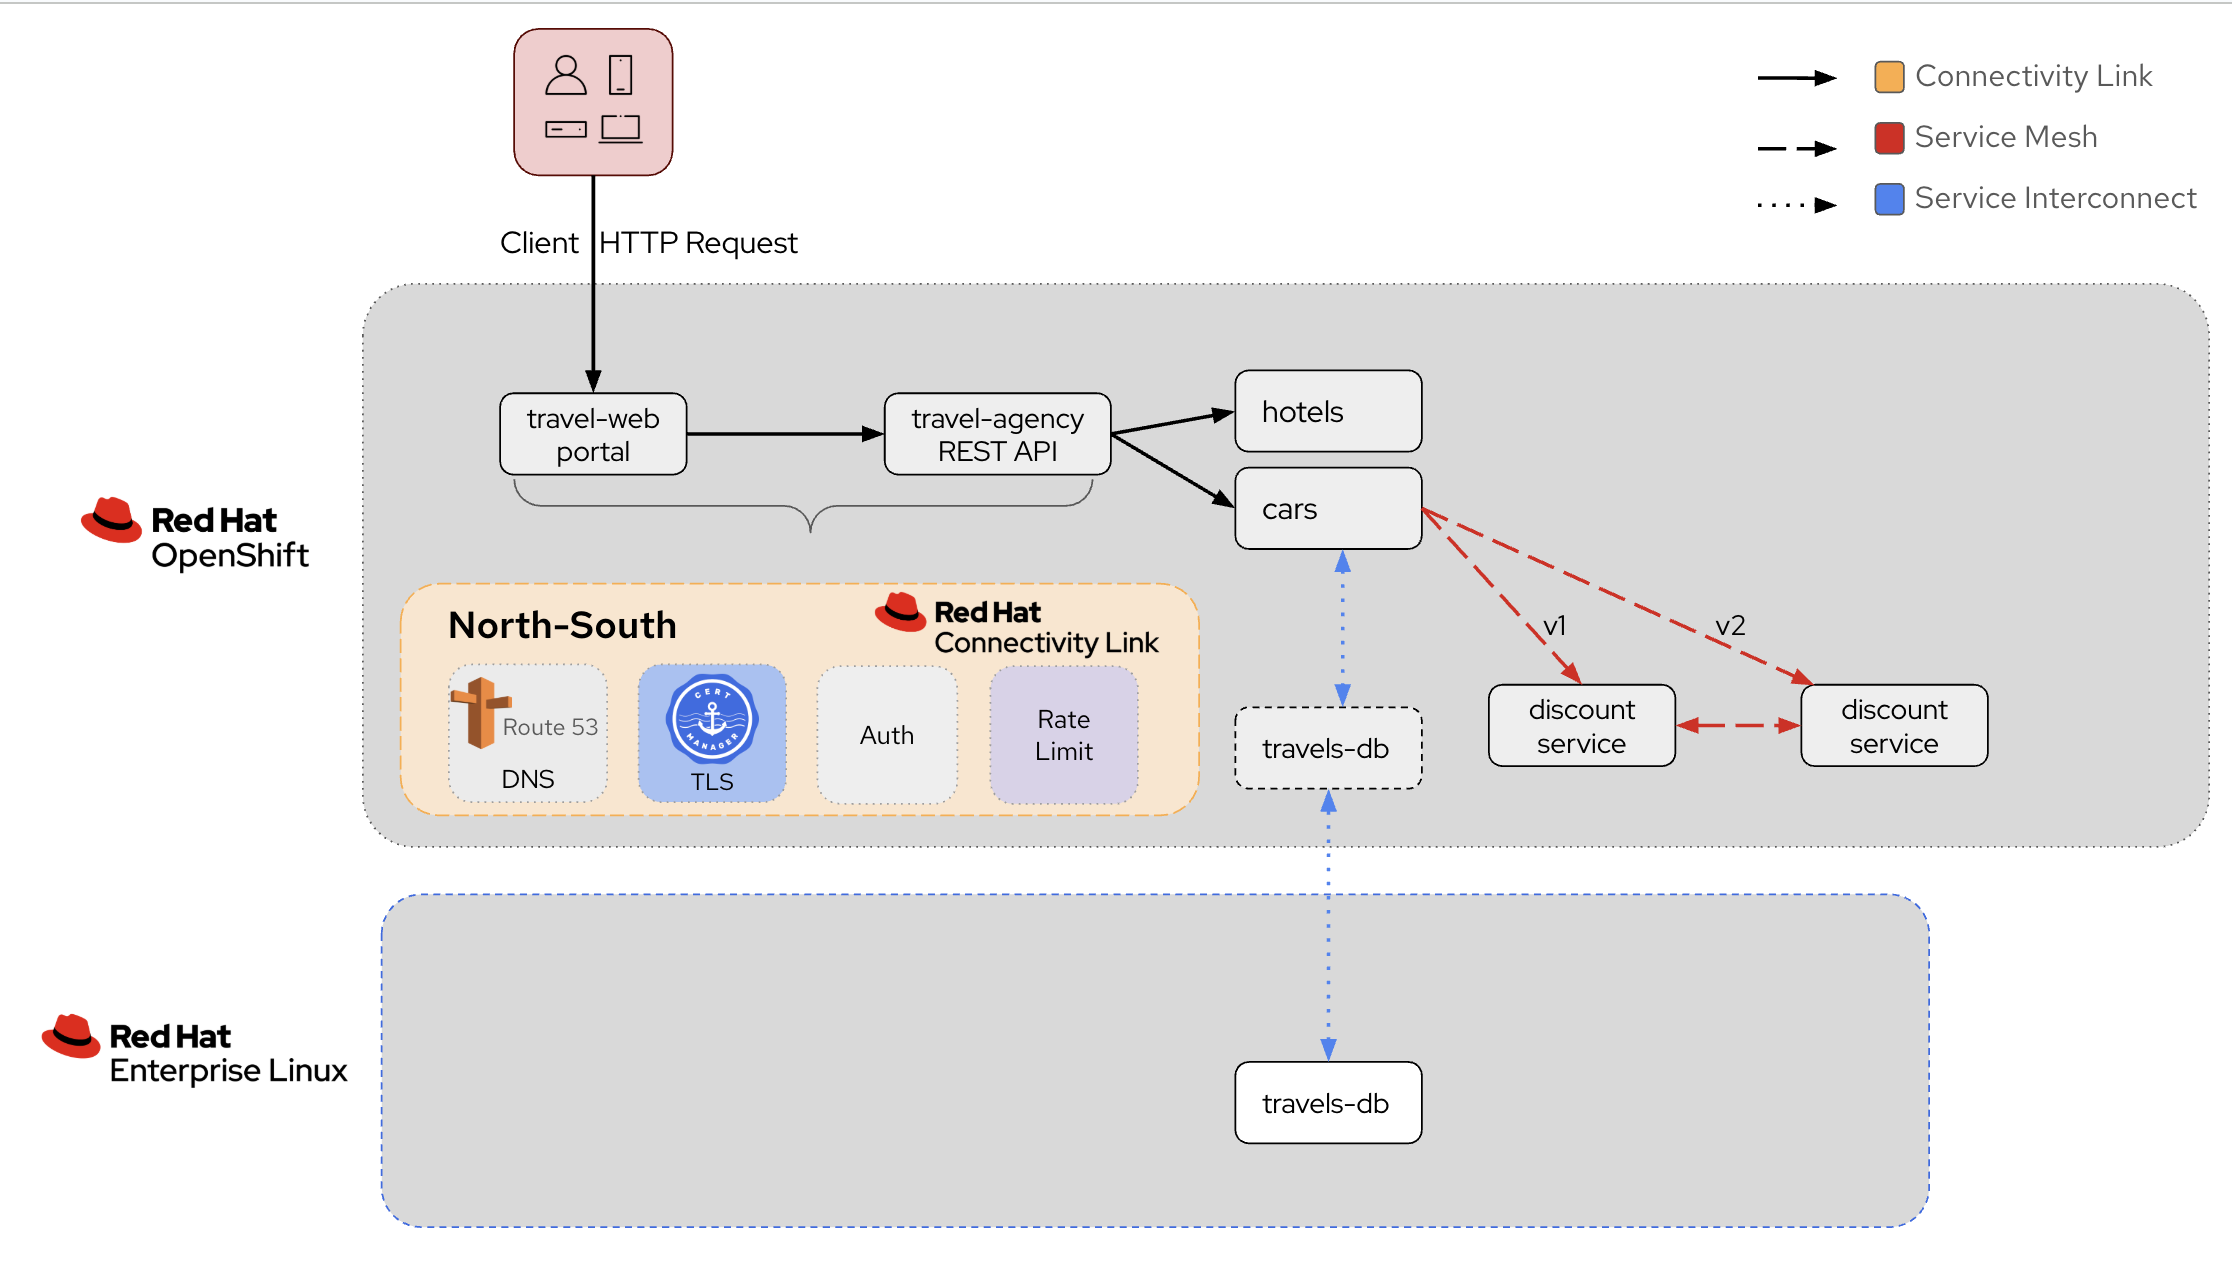 Connectivity Link
Service Mesh
Service Interconnect
Client HTTP Request
travel-web
portal
travel-agency
REST API
hotels
cars
Red Hat
OpenShift
North-South
Red Hat
Connectivity Link
v1
v2
Route 53
DNS
CERT
MANAGER
TLS
Auth
Rate
Limit
travels-db
discount
service
discount
service
Red Hat
Enterprise Linux
travels-db